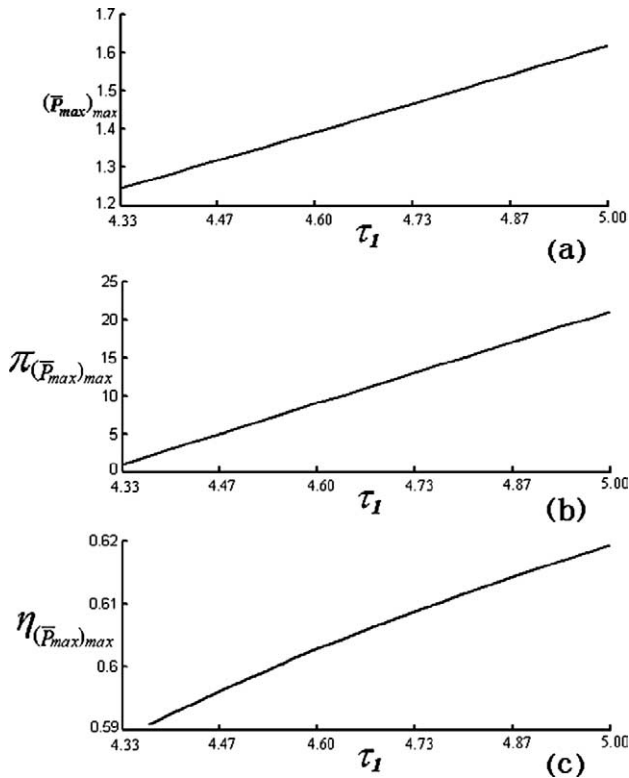 1.7
1.6
1.5
(P̅max)max
1.4
1.3
1.2
4.33 4.47 4.60 4.73 4.87 5.00
τ1
(a)
25
20
15
π(P̅max)max
10
5
0
4.33 4.47 4.60 4.73 4.87 5.00
τ1
(b)
0.62
0.61
η(P̅max)max
0.6
0.59
4.33 4.47 4.60 4.73 4.87 5.00
τ1
(c)